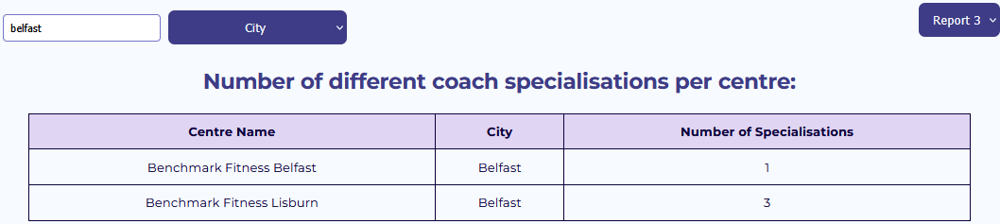 belfast City Report 3
Number of different coach specialisations per centre:
Centre Name City Number of Specialisations
Benchmark Fitness Belfast Belfast 1
Benchmark Fitness Lisburn Belfast 3